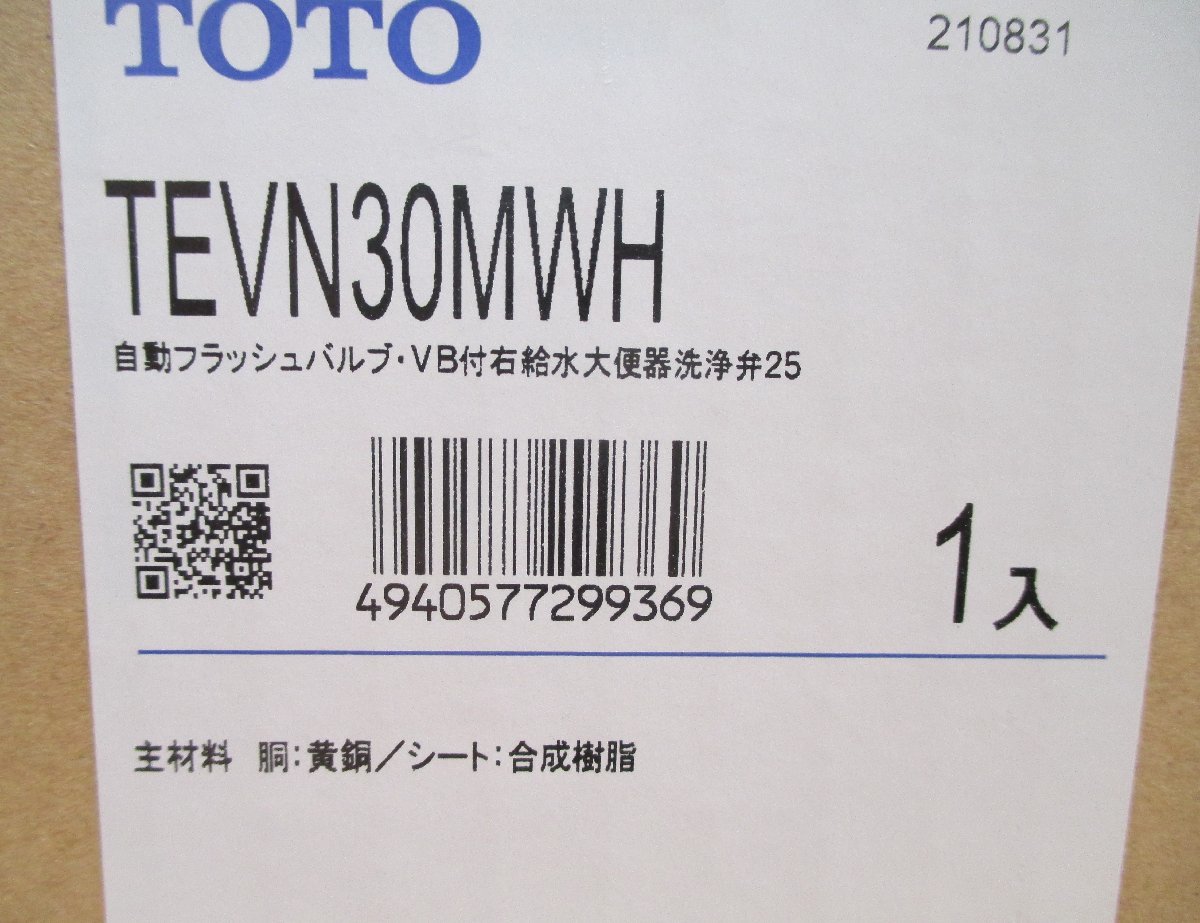 TOTO
210831
TEVN30MWH
自動フラッシュバルブ・VB付右給水大便器洗浄弁25
4940577299369
1入
主材料 胴:黄銅/シート:合成樹脂